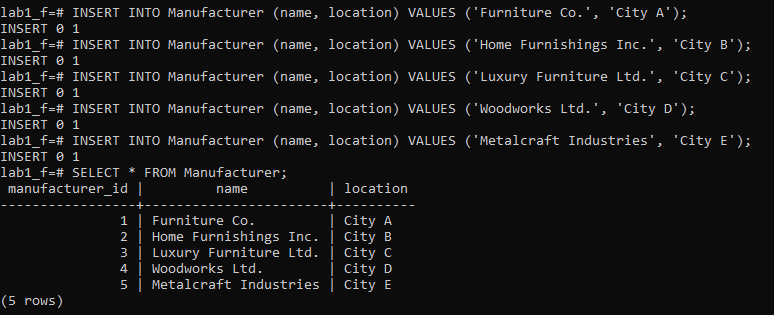 lab1_f=# INSERT INTO Manufacturer (name, location) VALUES ('Furniture Co.', 'City A');
INSERT 0 1
lab1_f=# INSERT INTO Manufacturer (name, location) VALUES ('Home Furnishings Inc.', 'City B');
INSERT 0 1
lab1_f=# INSERT INTO Manufacturer (name, location) VALUES ('Luxury Furniture Ltd.', 'City C');
INSERT 0 1
lab1_f=# INSERT INTO Manufacturer (name, location) VALUES ('Woodworks Ltd.', 'City D');
INSERT 0 1
lab1_f=# INSERT INTO Manufacturer (name, location) VALUES ('Metalcraft Industries', 'City E');
INSERT 0 1
lab1_f=# SELECT * FROM Manufacturer;
 manufacturer_id |         name          | location
-----------------+-----------------------+----------
               1 | Furniture Co.         | City A
               2 | Home Furnishings Inc. | City B
               3 | Luxury Furniture Ltd. | City C
               4 | Woodworks Ltd.        | City D
               5 | Metalcraft Industries | City E
(5 rows)